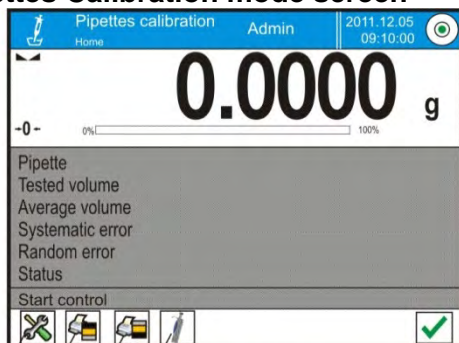 Pipettes Calibration mode screen
Pipettes calibration
Home
Admin
2011.12.05
09:10:00
0.0000 g
-0-
0%
100%
Pipette
Tested volume
Average volume
Systematic error
Random error
Status
Start control